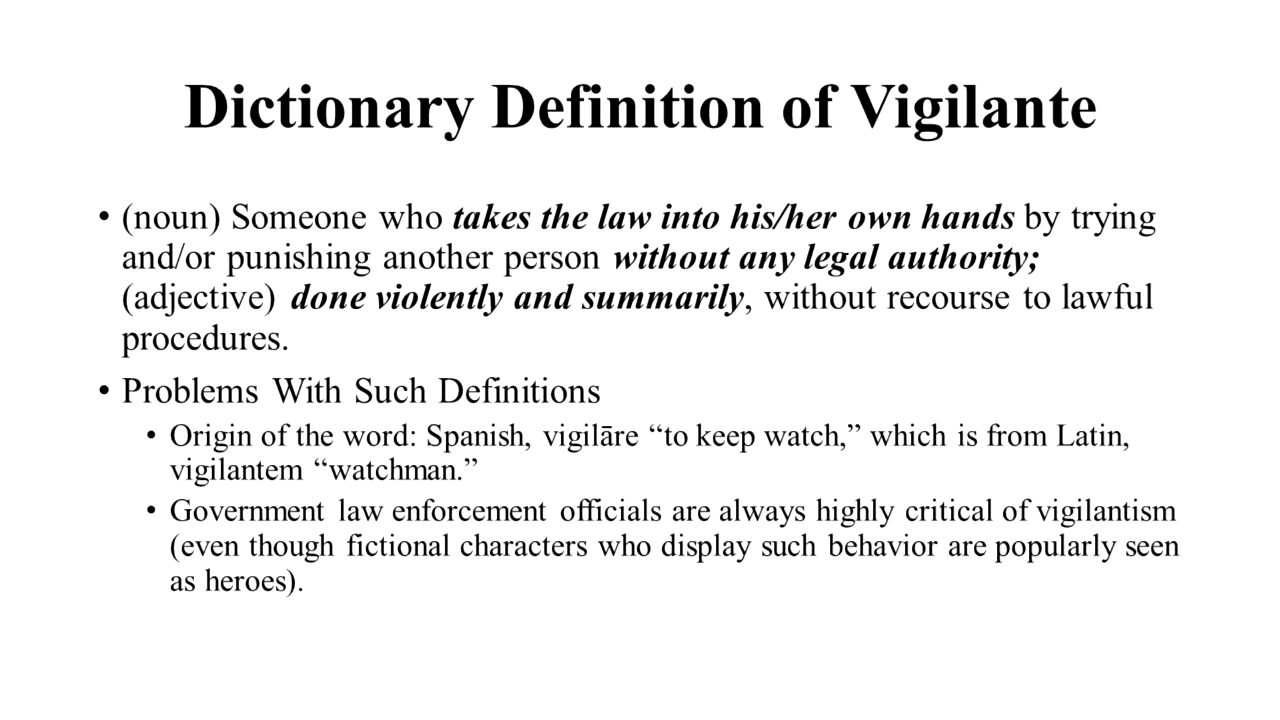 Dictionary Definition of Vigilante
• (noun) Someone who takes the law into his/her own hands by trying
and/or punishing another person without any legal authority;
(adjective) done violently and summarily, without recourse to lawful
procedures.
• Problems With Such Definitions
• Origin of the word: Spanish, vigilāre “to keep watch,” which is from Latin,
vigilantem “watchman.”
• Government law enforcement officials are always highly critical of vigilantism
(even though fictional characters who display such behavior are popularly seen
as heroes).